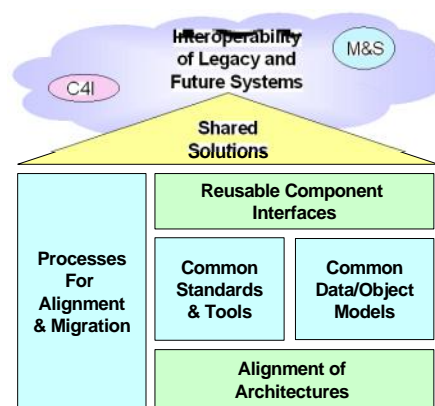 Interoperability
of Legacy and
Future Systems
M&S
C4I
Shared
Solutions
Processes
For
Alignment
& Migration
Reusable Component
Interfaces
Common
Standards
& Tools
Common
Data/Object
Models
Alignment of
Architectures